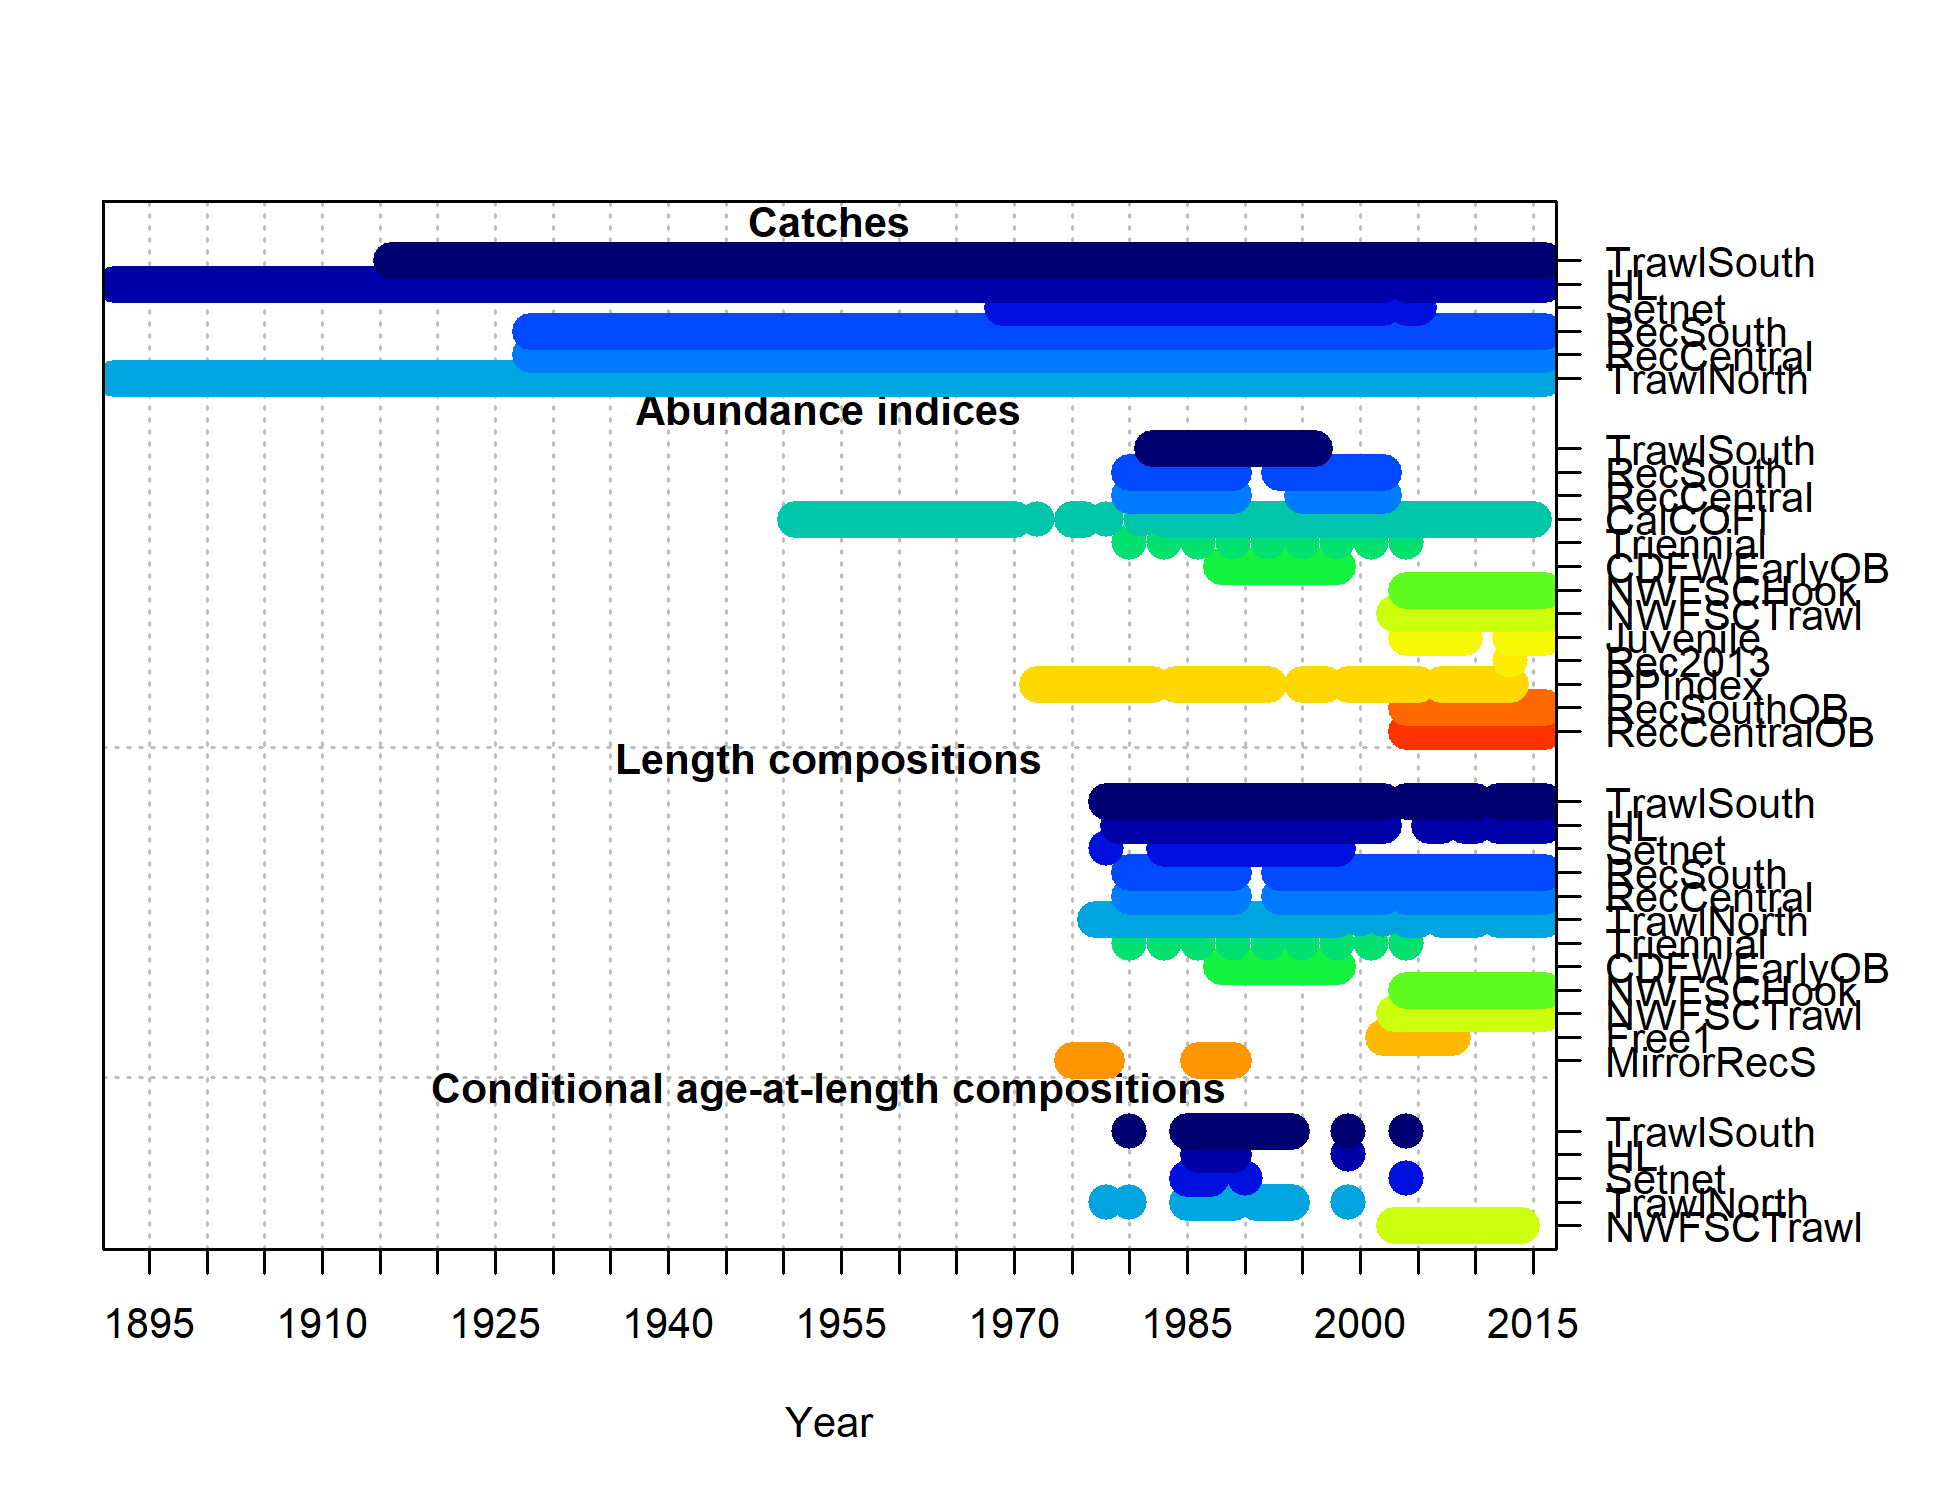 Catches
TrawlSouth
HL
Setnet
RecSouth
RecCentral
TrawlNorth
Abundance indices
TrawlSouth
RecSouth
RecCentral
CalCOFI
Triennial
CDFWEarlyOB
NWFSCHook
NWFSCTrawl
Juvenile
Rec2013
PPIndex
RecSouthOB
RecCentralOB
Length compositions
TrawlSouth
HL
Setnet
RecSouth
RecCentral
TrawlNorth
Triennial
CDFWEarlyOB
NWFSCHook
NWFSCTrawl
Free1
MirrorRecS
Conditional age-at-length compositions
TrawlSouth
HL
Setnet
TrawlNorth
NWFSCTrawl
1895 1910 1925 1940 1955 1970 1985 2000 2015
Year